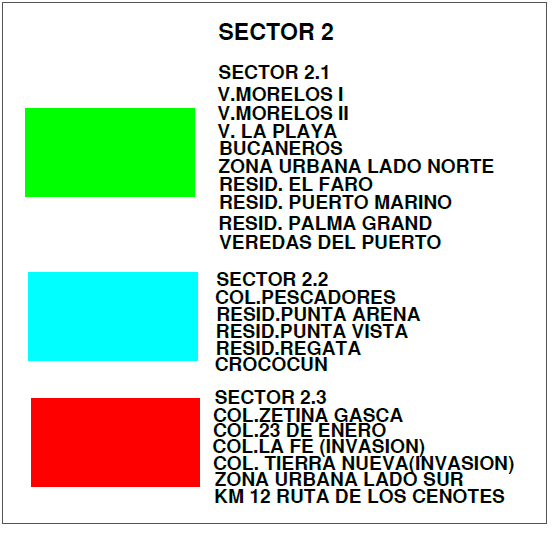 SECTOR 2
SECTOR 2.1
V.MORELOS I
V.MORELOS II
V. LA PLAYA
BUCANEROS
ZONA URBANA LADO NORTE
RESID. EL FARO
RESID. PUERTO MARINO
RESID. PALMA GRAND
VEREDAS DEL PUERTO
SECTOR 2.2
COL.PESCADORES
RESID.PUNTA ARENA
RESID.PUNTA VISTA
RESID.REGATA
CROCOCUN
SECTOR 2.3
COL.ZETINA GASCA
COL.23 DE ENERO
COL.LA FE (INVASION)
COL. TIERRA NUEVA(INVASION)
ZONA URBANA LADO SUR
KM 12 RUTA DE LOS CENOTES